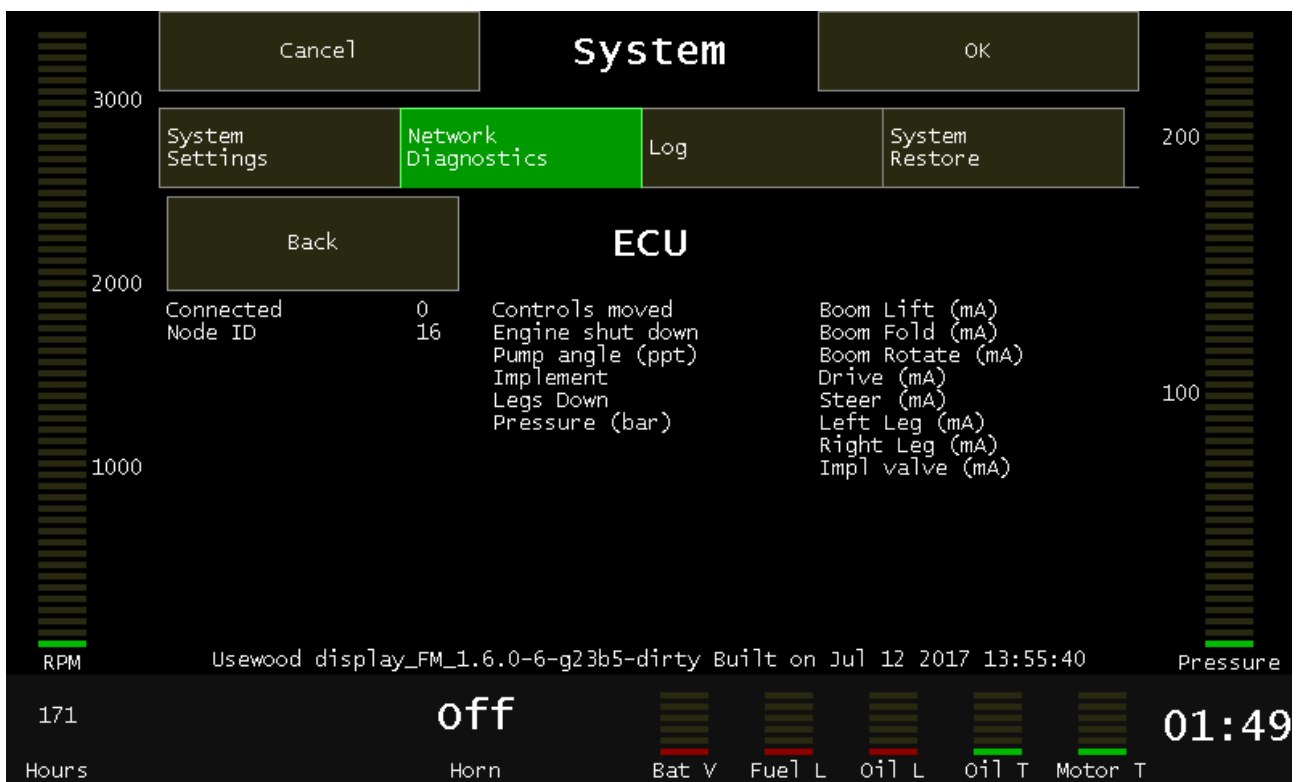 Cancel
System
OK
3000
System
Settings
Network
Diagnostics
Log
System
Restore
200
Back
ECU
2000
Connected 0
Node ID 16
Controls moved
Engine shut down
Pump angle (ppt)
Implement
Legs Down
Pressure (bar)
Boom Lift (mA)
Boom Fold (mA)
Boom Rotate (mA)
Drive (mA)
Steer (mA)
Left Leg (mA)
Right Leg (mA)
Impl valve (mA)
100
1000
RPM
Usewood display_FM_1.6.0-6-g23b5-dirty Built on Jul 12 2017 13:55:40
Pressure
171
Hours
Off
Horn
Bat V
Fuel L
Oil L
Oil T
Motor T
01:49